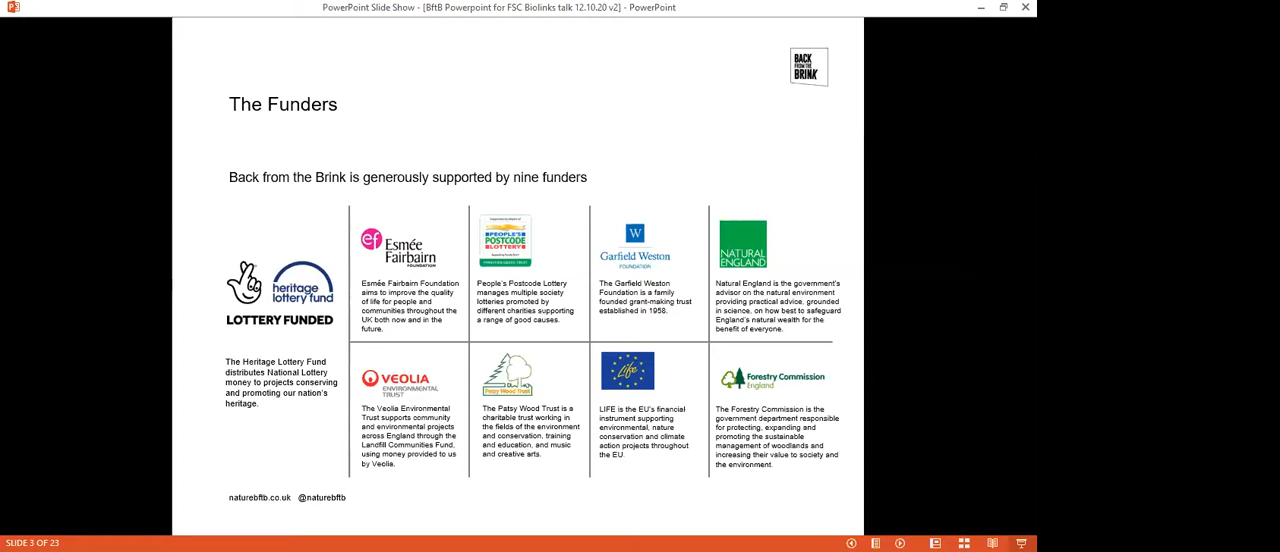 PowerPoint Slide Show - [BftB Powerpoint for FSC Biolinks talk 12.10.20 v2] - PowerPoint
BACK
FROM THE
BRINK
The Funders
Back from the Brink is generously supported by nine funders
heritage
lottery fund
LOTTERY FUNDED
The Heritage Lottery Fund
distributes National Lottery
money to projects conserving
and promoting our nation's
heritage.
ef
Esmée
Fairbairn
FOUNDATION
Esmée Fairbairn Foundation
aims to improve the quality
of life for people and
communities throughout the
UK both now and in the
future.
PEOPLE'S
POSTCODE
LOTTERY
People's Postcode Lottery
manages multiple society
lotteries promoted by
different charities supporting
a range of good causes.
W
Garfield Weston
FOUNDATION
The Garfield Weston
Foundation is a family
founded grant-making trust
established in 1958.
NATURAL
ENGLAND
Natural England is the government's
advisor on the natural environment
providing practical advice, grounded
in science, on how best to safeguard
England's natural wealth for the
benefit of everyone.
VEOLIA
ENVIRONMENTAL
TRUST
The Veolia Environmental
Trust supports community
and environmental projects
across England through the
Landfill Communities Fund,
using money provided to us
by Veolia.
Patsy Wood Trust
The Patsy Wood Trust is a
charitable trust working in
the fields of the environment
and conservation, training
and education, and music
and creative arts.
Life
LIFE is the EU's financial
instrument supporting
environmental, nature
conservation and climate
action projects throughout
the EU.
Forestry Commission
England
The Forestry Commission is the
government department responsible
for protecting, expanding and
promoting the sustainable
management of woodlands and
increasing their value to society and
the environment.
naturebftb.co.uk @naturebftb
SLIDE 3 OF 23